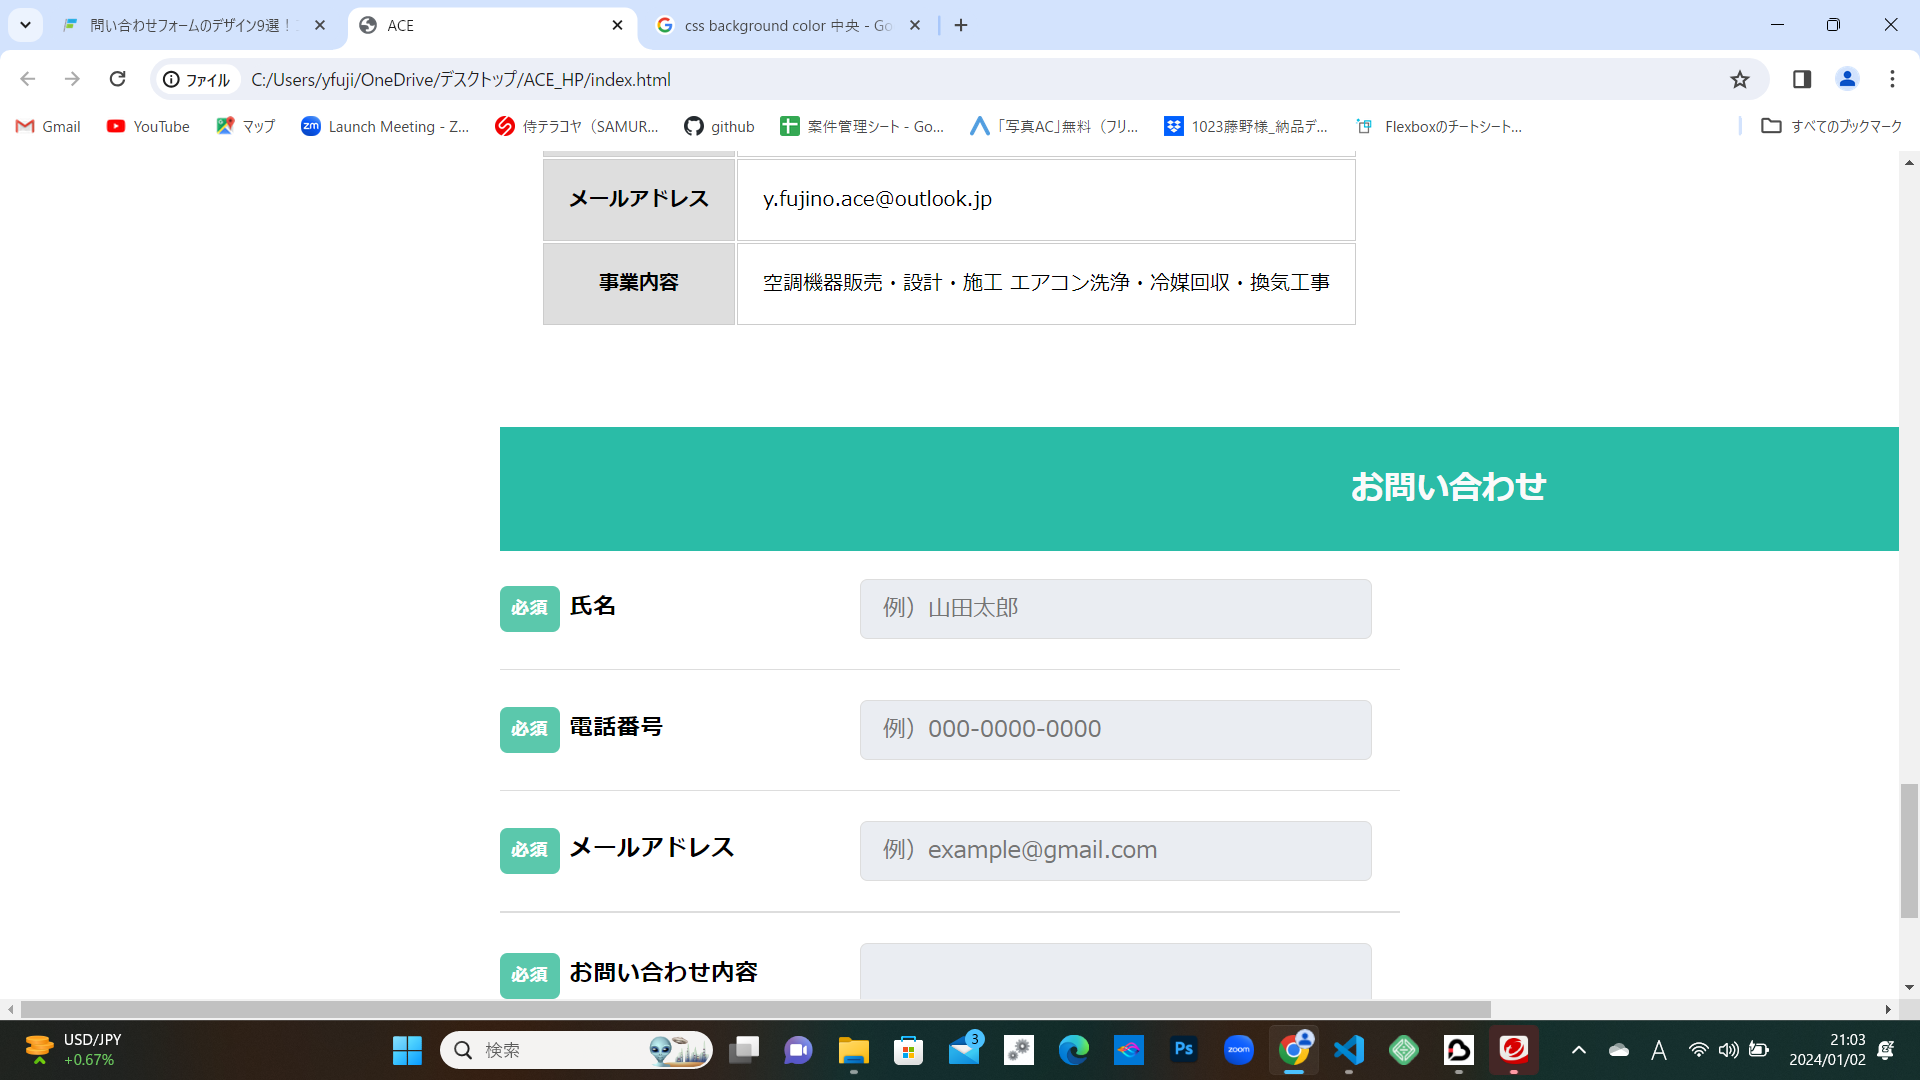 問い合わせフォームのデザイン9選！
ACE
css background color 中央 - Go
ファイル
C:/Users/yfuji/OneDrive/デスクトップ/ACE_HP/index.html
Gmail
YouTube
マップ
zm
Launch Meeting - Z...
侍テラコヤ（SAMUR...
github
案件管理シート - Go...
「写真AC」無料（フリ...
1023藤野様_納品デ...
Flexboxのチートシート...
すべてのブックマーク
メールアドレス
y.fujino.ace@outlook.jp
事業内容
空調機器販売・設計・施工 エアコン洗浄・冷媒回収・換気工事
お問い合わせ
必須 氏名
例）山田太郎
必須 電話番号
例）000-0000-0000
必須 メールアドレス
例）example@gmail.com
必須 お問い合わせ内容
USD/JPY
+0.67%
検索
3
Ps
zoom
A
21:03
2024/01/02